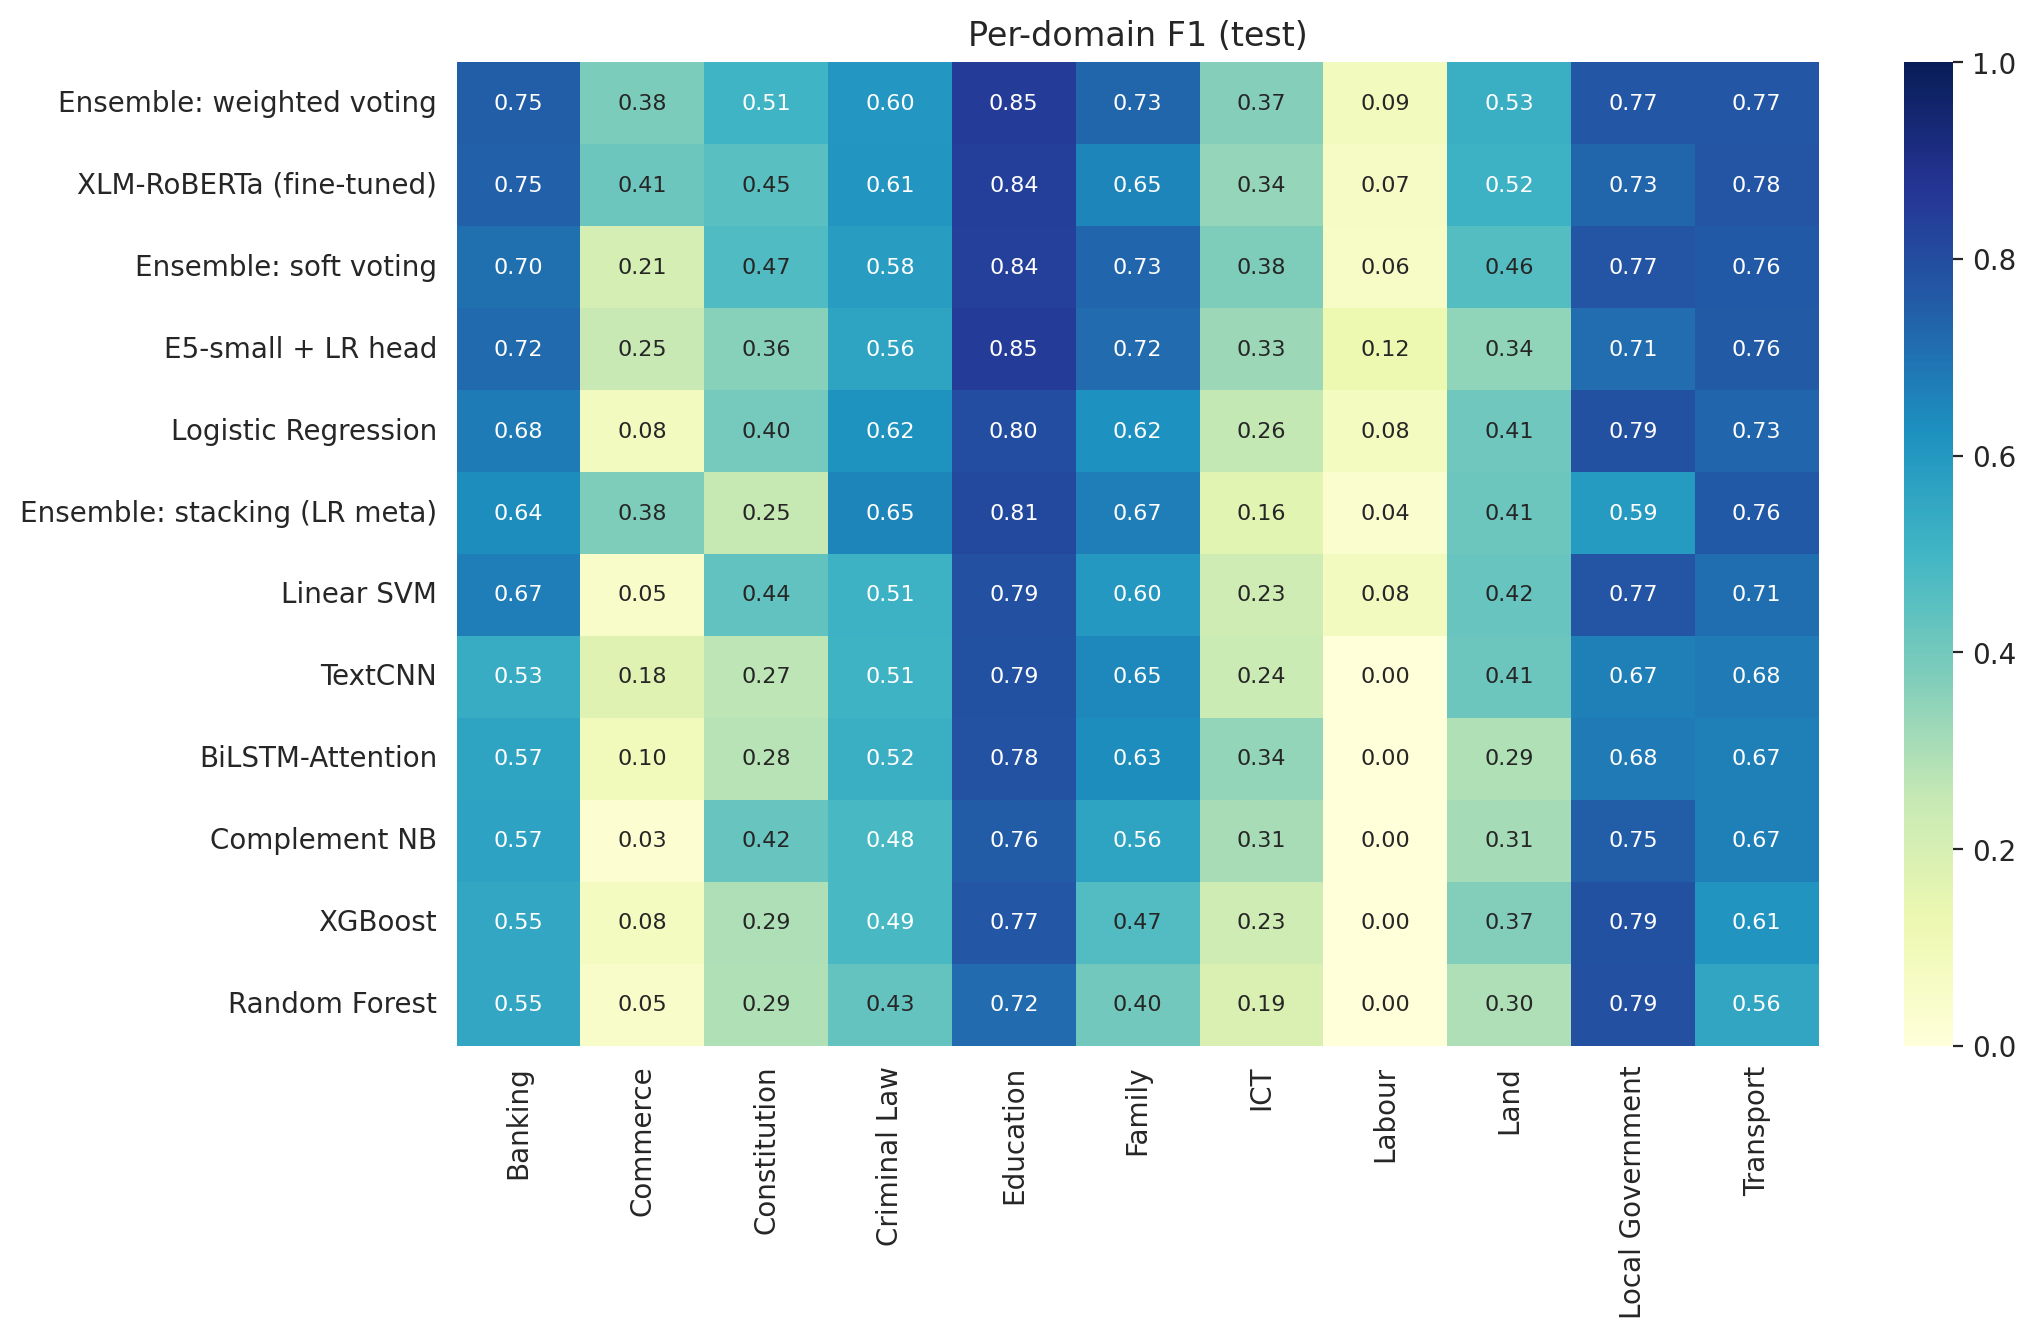 Per-domain F1 (test)
Ensemble: weighted voting 0.75 0.38 0.51 0.60 0.85 0.73 0.37 0.09 0.53 0.77 0.77
XLM-RoBERTa (fine-tuned) 0.75 0.41 0.45 0.61 0.84 0.65 0.34 0.07 0.52 0.73 0.78
Ensemble: soft voting 0.70 0.21 0.47 0.58 0.84 0.73 0.38 0.06 0.46 0.77 0.76
E5-small + LR head 0.72 0.25 0.36 0.56 0.85 0.72 0.33 0.12 0.34 0.71 0.76
Logistic Regression 0.68 0.08 0.40 0.62 0.80 0.62 0.26 0.08 0.41 0.79 0.73
Ensemble: stacking (LR meta) 0.64 0.38 0.25 0.65 0.81 0.67 0.16 0.04 0.41 0.59 0.76
Linear SVM 0.67 0.05 0.44 0.51 0.79 0.60 0.23 0.08 0.42 0.77 0.71
TextCNN 0.53 0.18 0.27 0.51 0.79 0.65 0.24 0.00 0.41 0.67 0.68
BiLSTM-Attention 0.57 0.10 0.28 0.52 0.78 0.63 0.34 0.00 0.29 0.68 0.67
Complement NB 0.57 0.03 0.42 0.48 0.76 0.56 0.31 0.00 0.31 0.75 0.67
XGBoost 0.55 0.08 0.29 0.49 0.77 0.47 0.23 0.00 0.37 0.79 0.61
Random Forest 0.55 0.05 0.29 0.43 0.72 0.40 0.19 0.00 0.30 0.79 0.56
Banking
Commerce
Constitution
Criminal Law
Education
Family
ICT
Labour
Land
Local Government
Transport
1.0
0.8
0.6
0.4
0.2
0.0